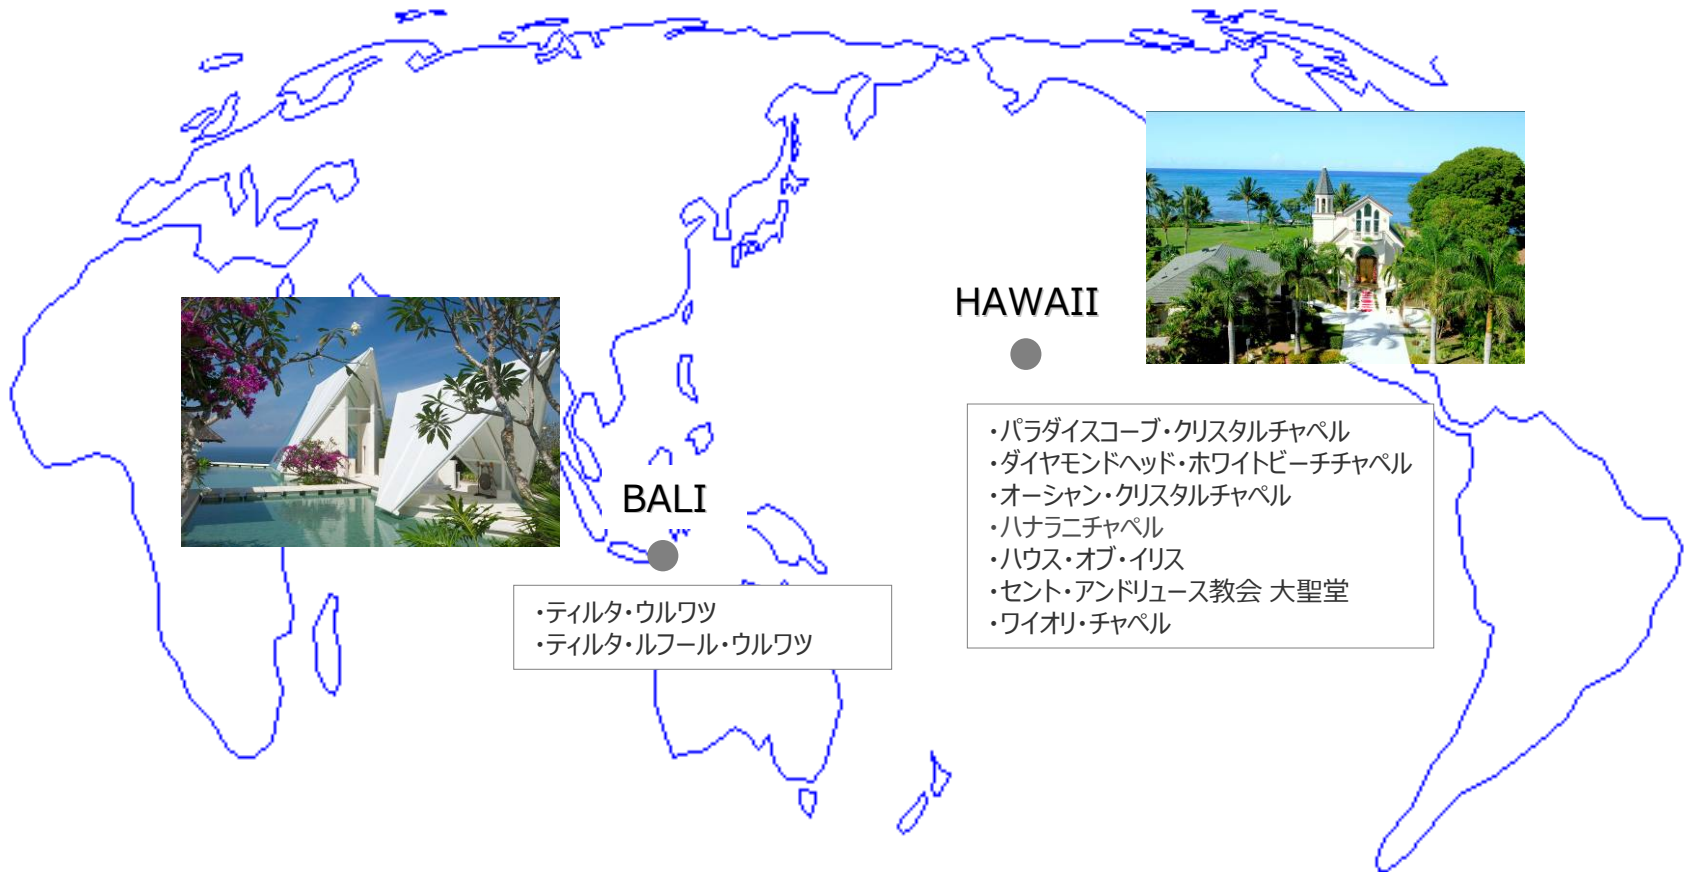 HAWAII
・パラダイスコーブ・クリスタルチャペル
・ダイヤモンドヘッド・ホワイトビーチチャペル
・オーシャン・クリスタルチャペル
・ハナラニチャペル
・ハウス・オブ・イリス
・セント・アンドリュース教会 大聖堂
・ワイオリ・チャペル
BALI
・ティルタ・ウルワツ
・ティルタ・ルフール・ウルワツ